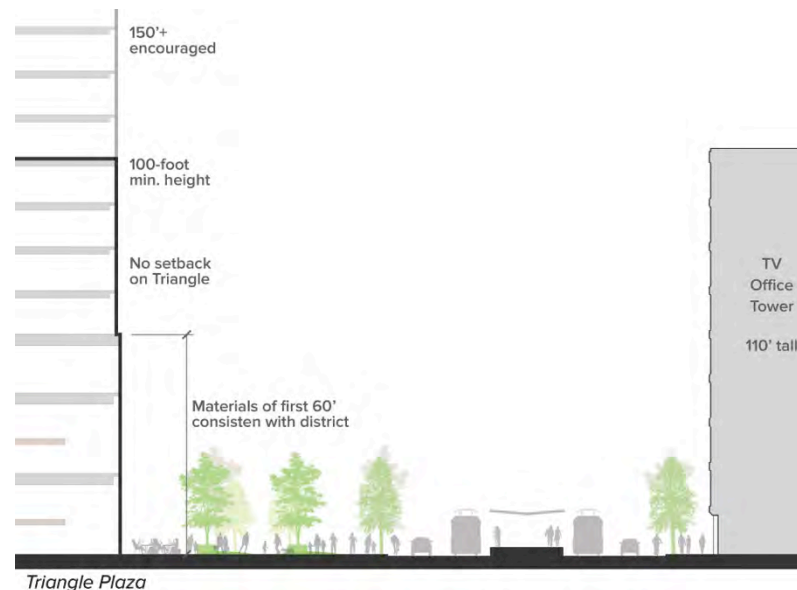 150'+
encouraged
100-foot
min. height
No setback
on Triangle
TV
Office
Tower
110' tall
Materials of first 60'
consisten with district
Triangle Plaza